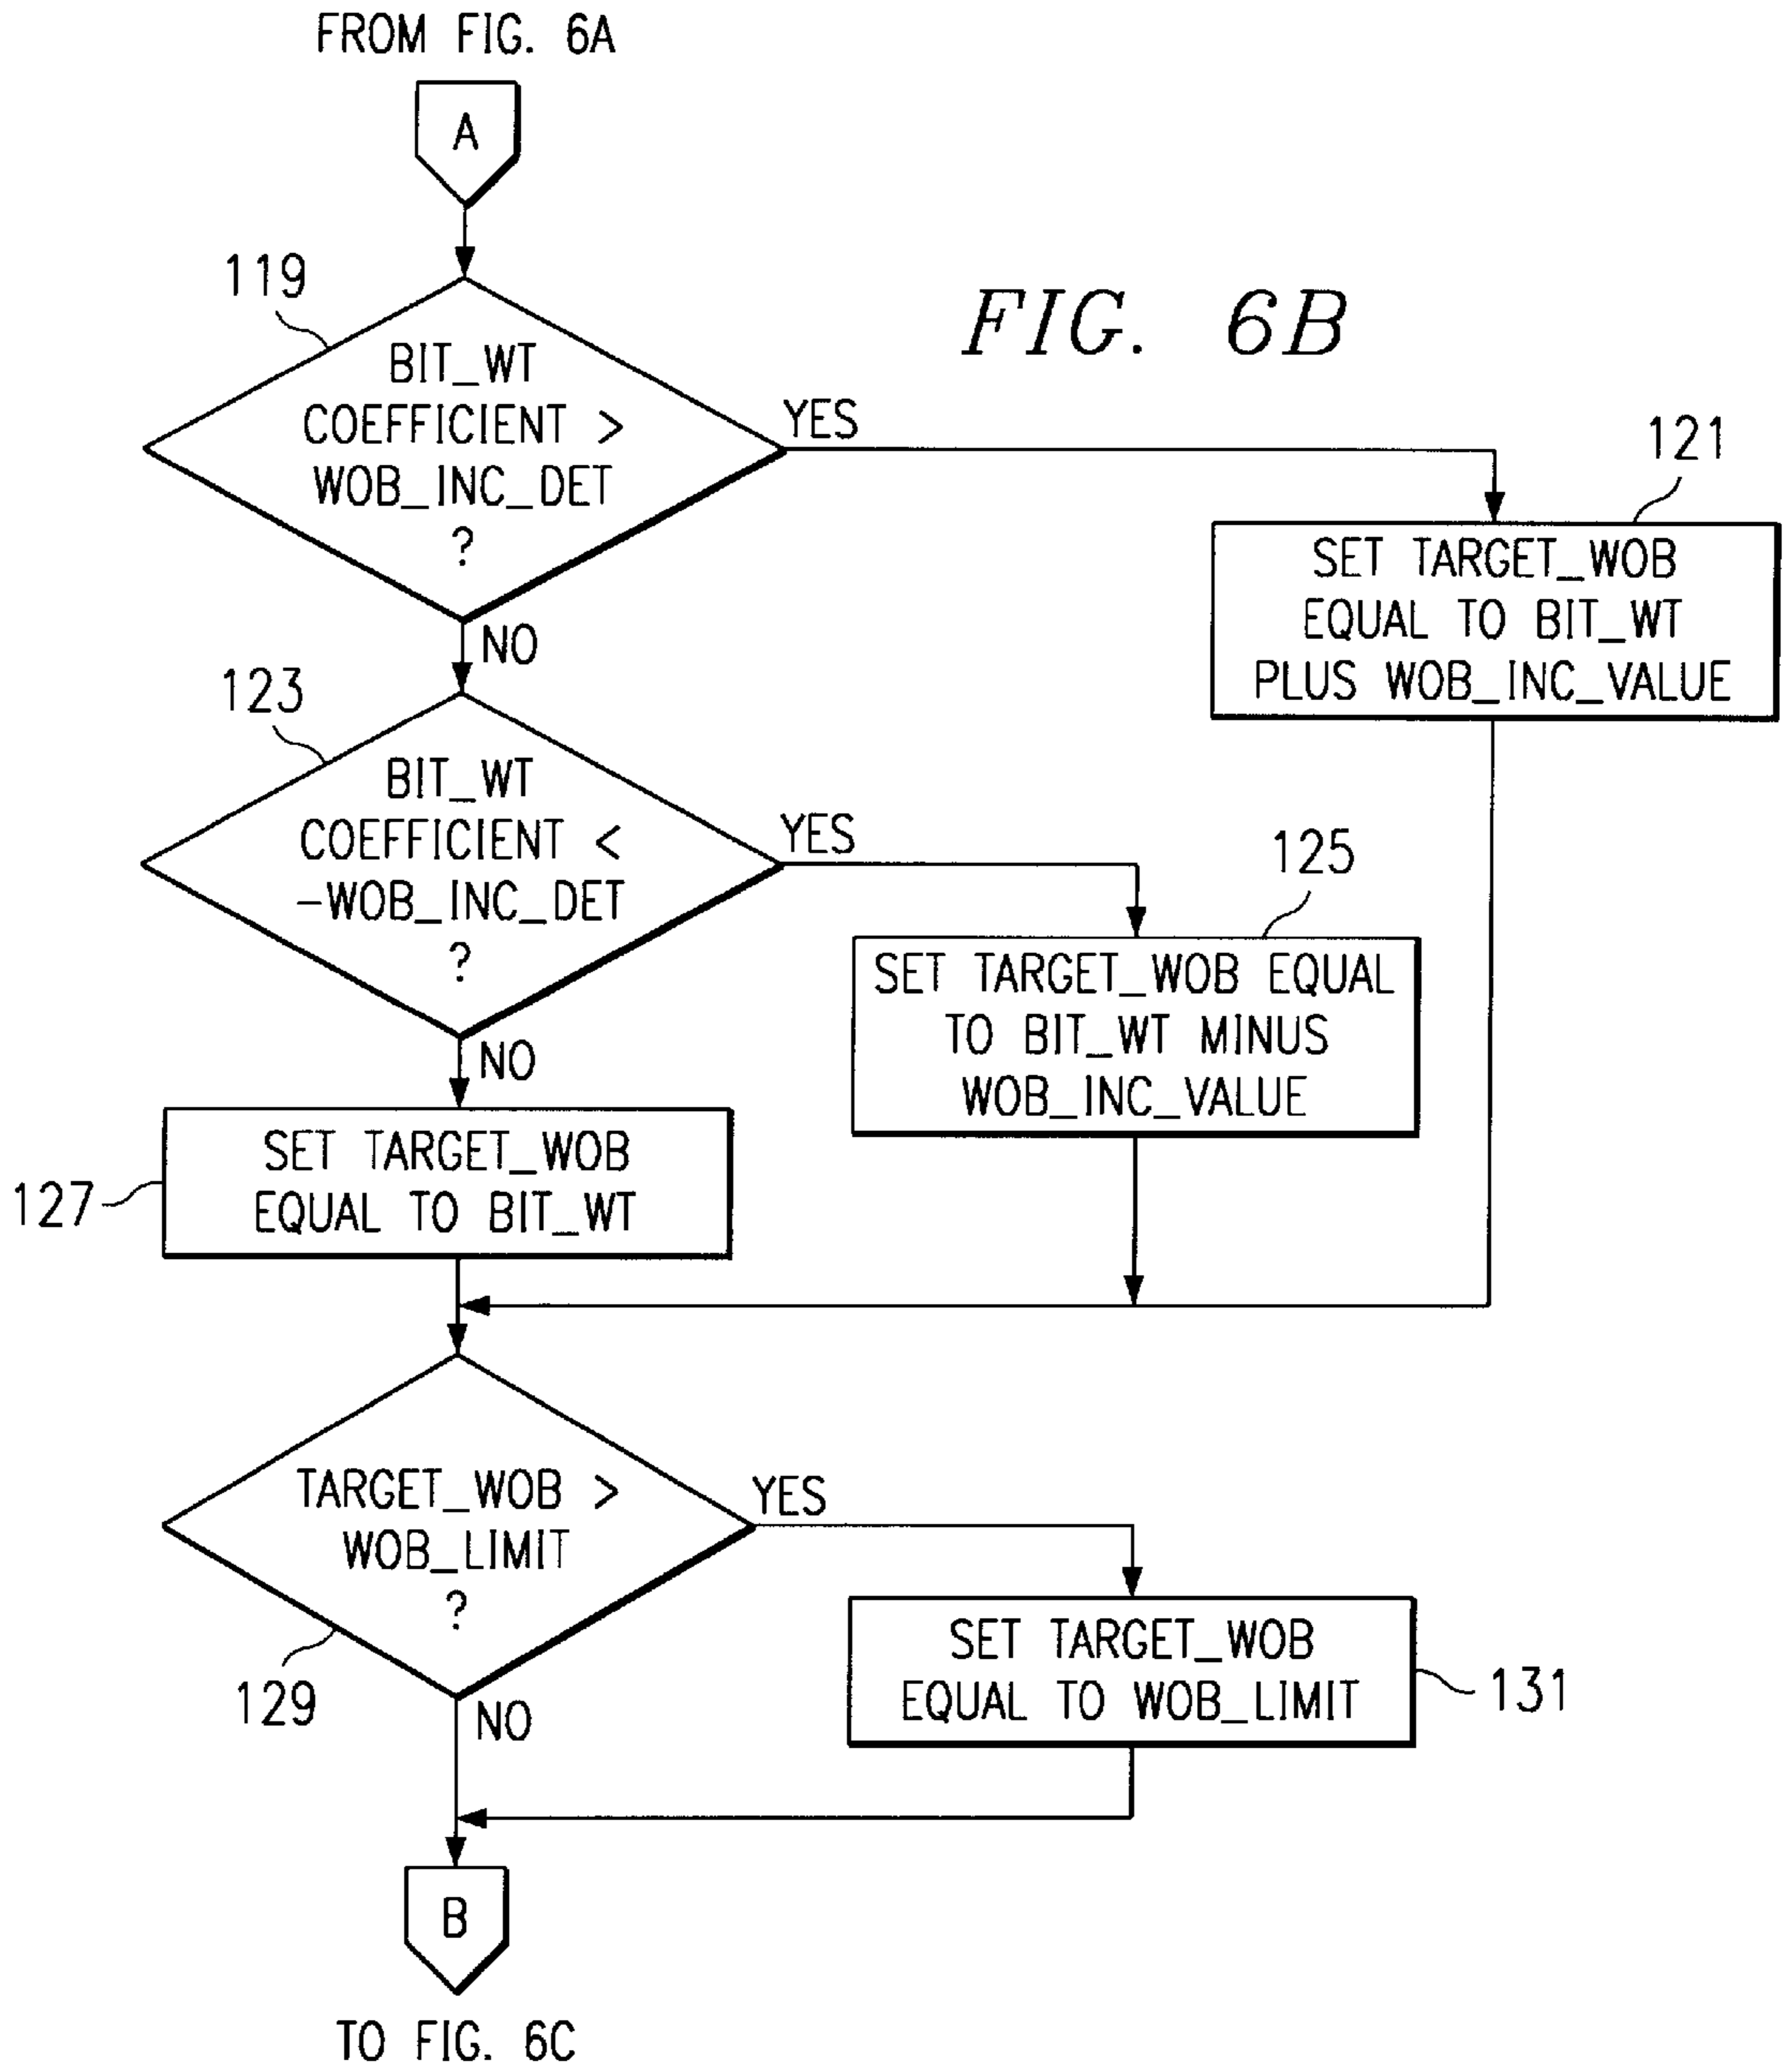 FROM FIG. 6A
A
FIG. 6B
119
BIT_WT
COEFFICIENT >
WOB_INC_DET
?
YES
NO
121
SET TARGET_WOB
EQUAL TO BIT_WT
PLUS WOB_INC_VALUE
123
BIT_WT
COEFFICIENT <
-WOB_INC_DET
?
YES
NO
125
SET TARGET_WOB EQUAL
TO BIT_WT MINUS
WOB_INC_VALUE
127
SET TARGET_WOB
EQUAL TO BIT_WT
TARGET_WOB >
WOB_LIMIT
?
YES
129
NO
SET TARGET_WOB
EQUAL TO WOB_LIMIT
131
B
TO FIG. 6C